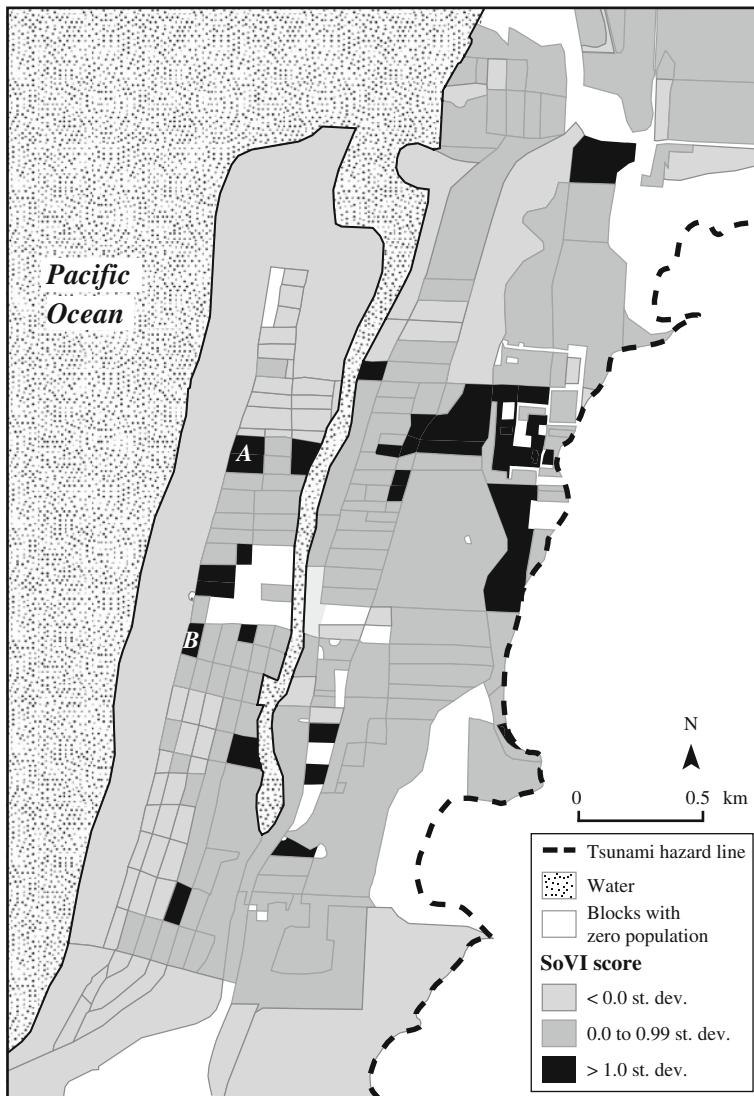 Pacific
Ocean
A
B
N
0 0.5 km
Tsunami hazard line
Water
Blocks with
zero population
SoVI score
< 0.0 st. dev.
0.0 to 0.99 st. dev.
> 1.0 st. dev.